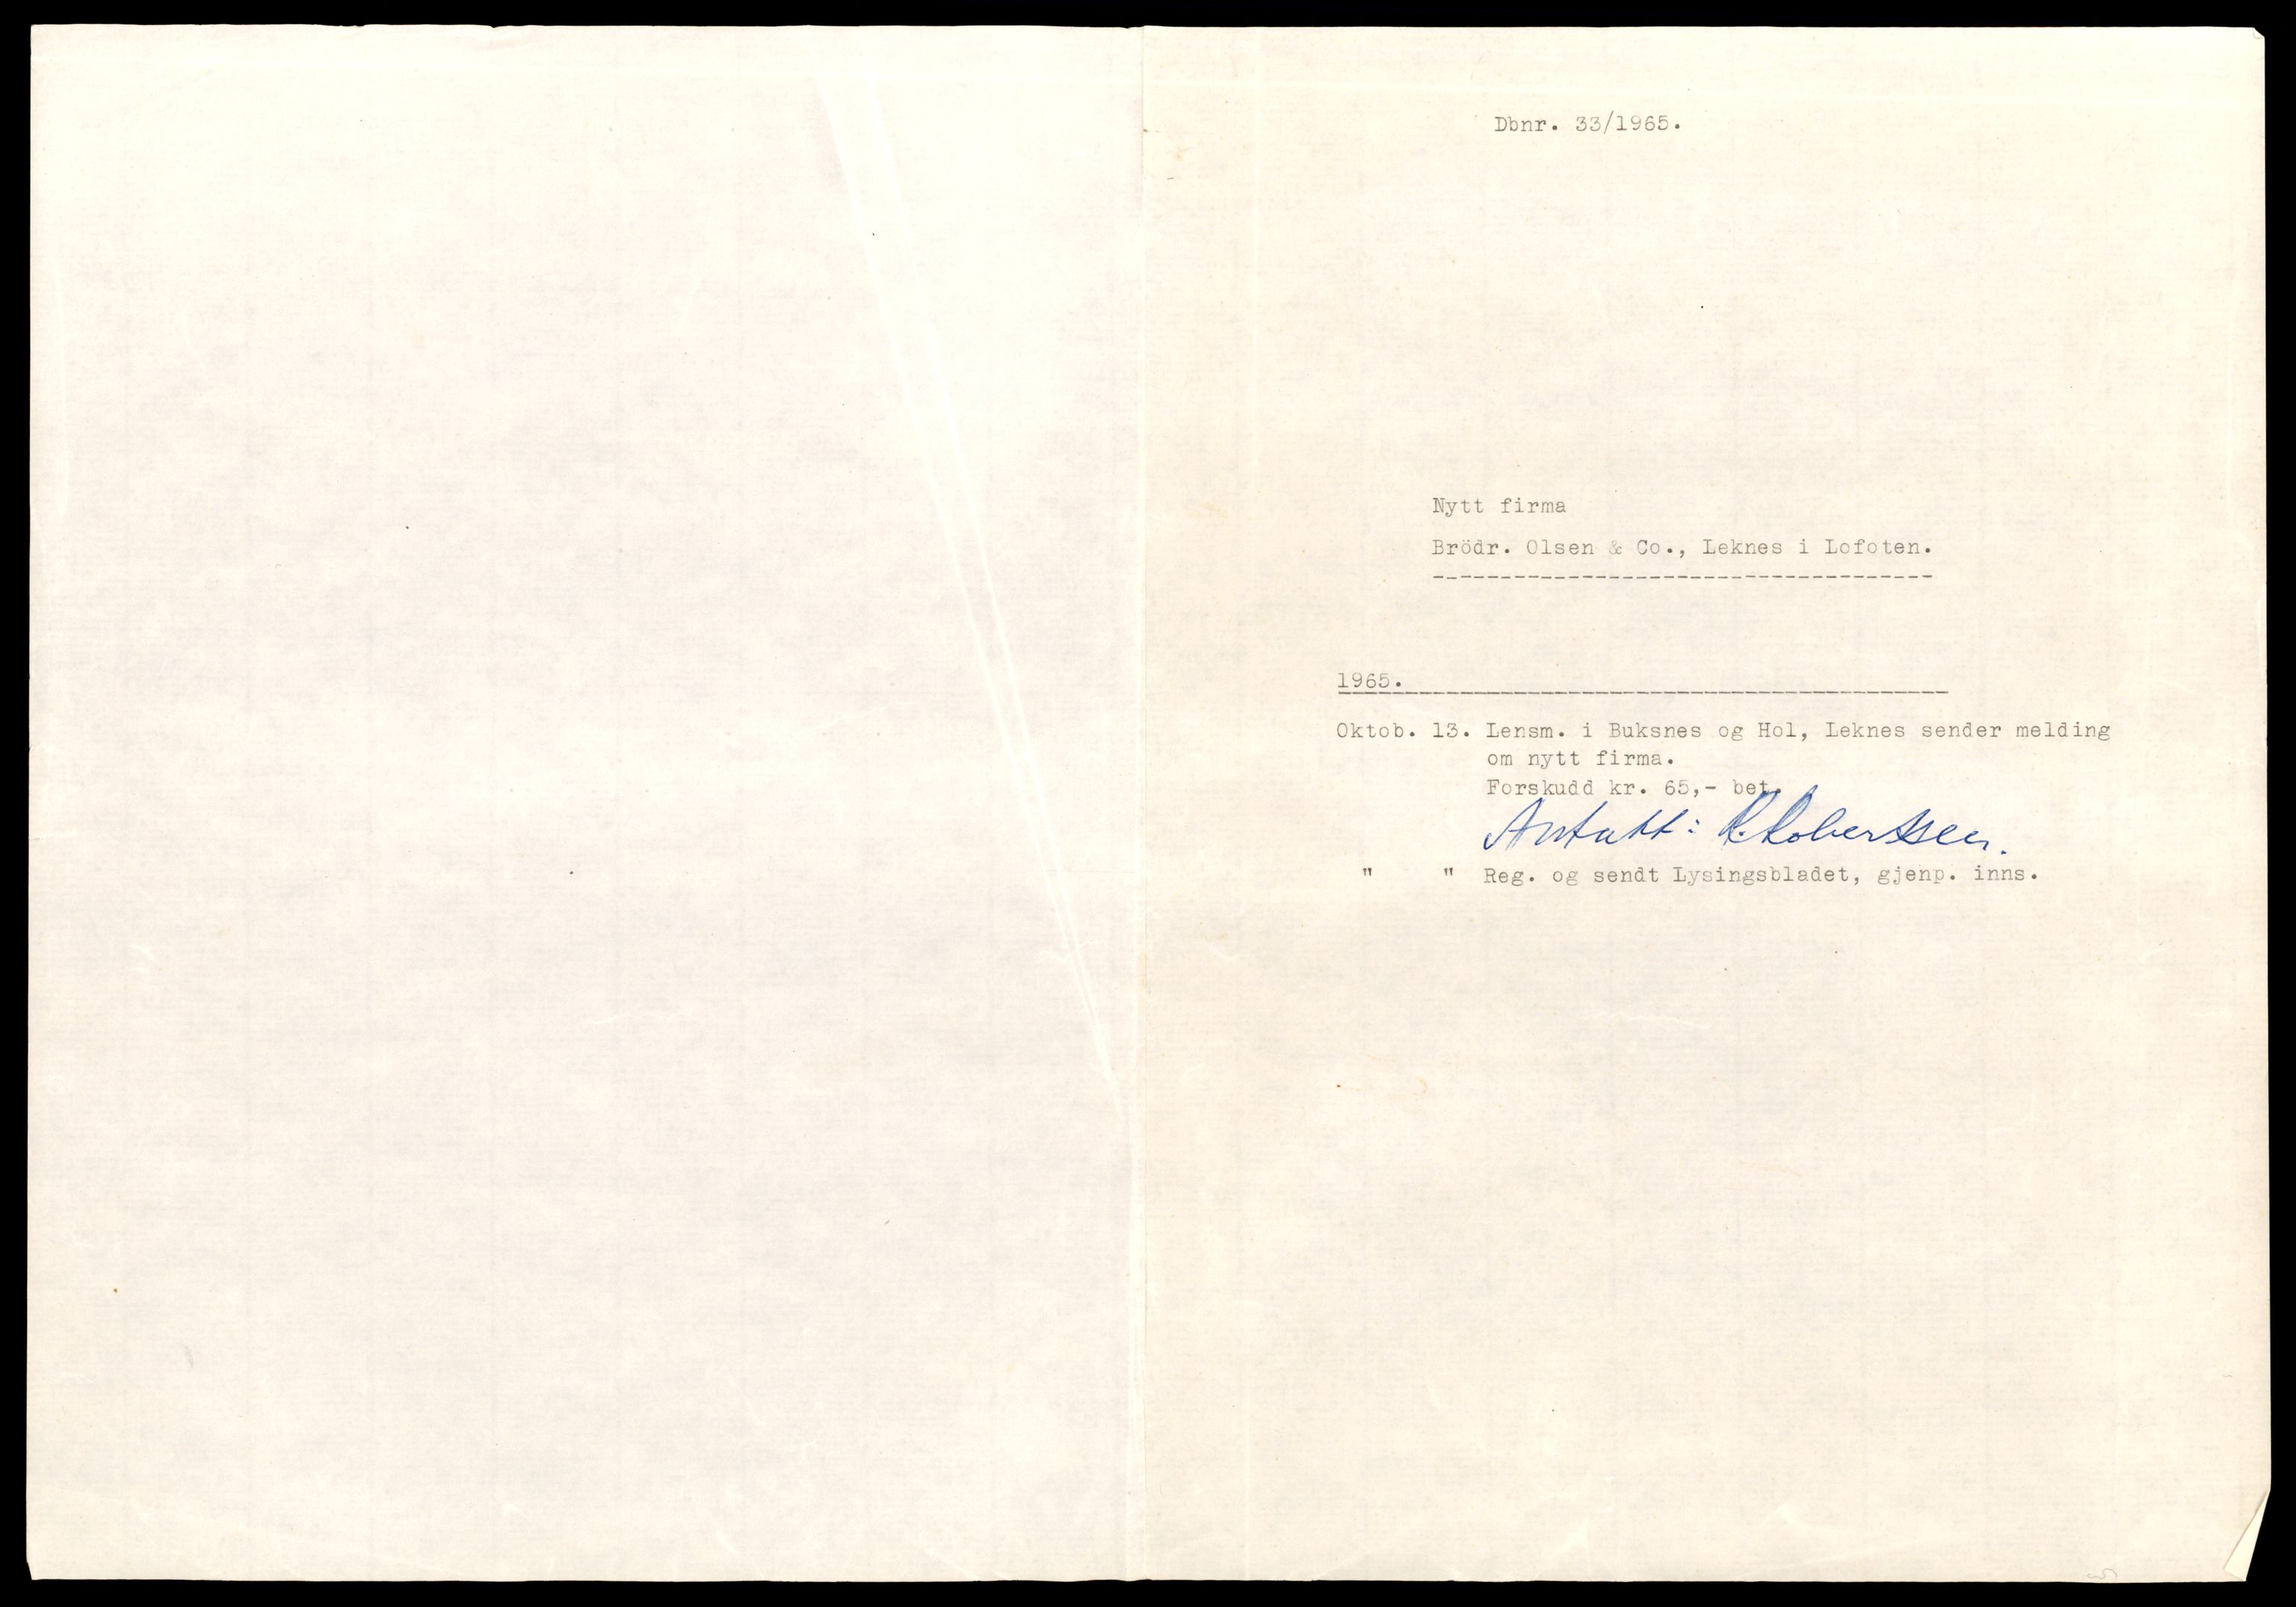 Dbnr. 33/1965.
Nytt firma
Brödr. Olsen & Co., Leknes i Lofoten.
1965.
Oktob. 13. Lensm. i Buksnes og Hol, Leknes sender melding
om nytt firma.
Forskudd kr. 65,- bet.
R. Robertsen.
" " Reg. og sendt Lysingsbladet, gjenp. inns.